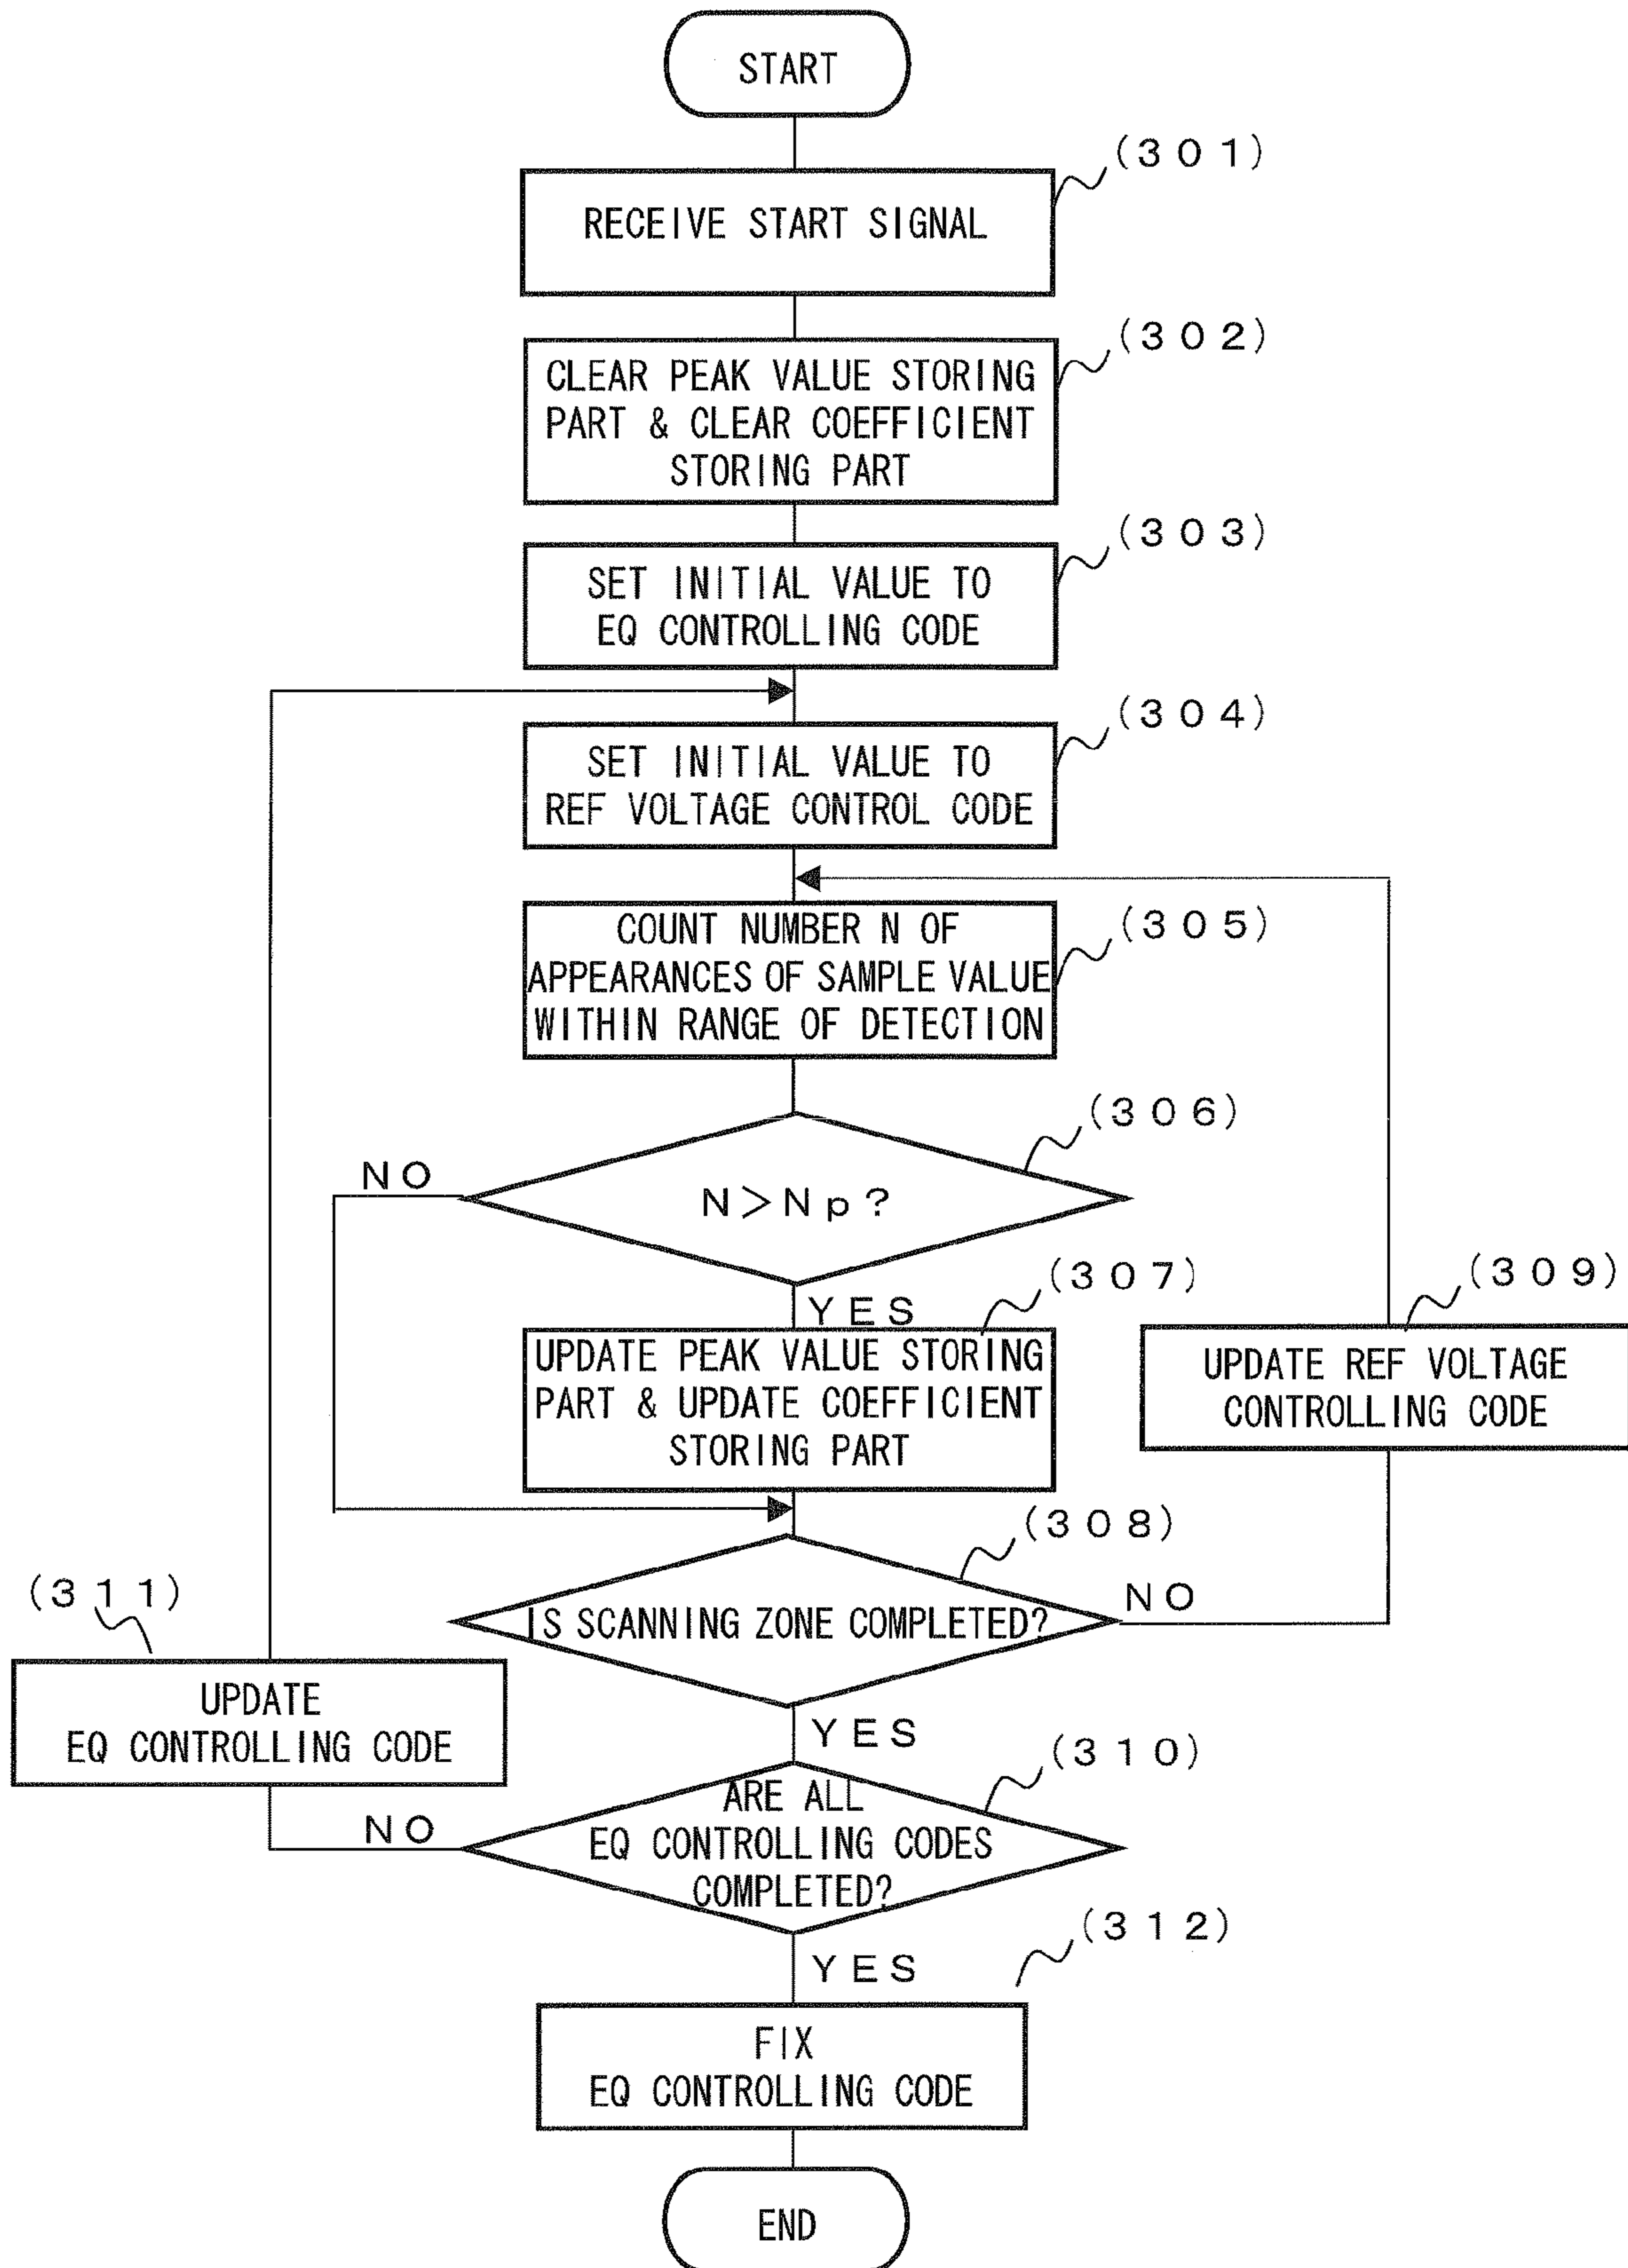 START
(301)
RECEIVE START SIGNAL
(302)
CLEAR PEAK VALUE STORING
PART & CLEAR COEFFICIENT
STORING PART
(303)
SET INITIAL VALUE TO
EQ CONTROLLING CODE
(304)
SET INITIAL VALUE TO
REF VOLTAGE CONTROL CODE
(305)
COUNT NUMBER N OF
APPEARANCES OF SAMPLE VALUE
WITHIN RANGE OF DETECTION
(306)
NO
N>Np?
YES
(307)
UPDATE PEAK VALUE STORING
PART & UPDATE COEFFICIENT
STORING PART
(309)
UPDATE REF VOLTAGE
CONTROLLING CODE
(308)
IS SCANNING ZONE COMPLETED?
NO
(311)
UPDATE
EQ CONTROLLING CODE
YES
(310)
ARE ALL
EQ CONTROLLING CODES
COMPLETED?
NO
YES
(312)
FIX
EQ CONTROLLING CODE
END